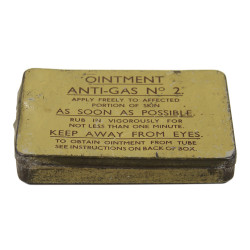 OINTMENT
ANTI-GAS Nº 2.
APPLY FREELY TO AFFECTED
PORTION OF SKIN
AS SOON AS POSSIBLE.
RUB IN VIGOROUSLY FOR
NOT LESS THAN ONE MINUTE.
KEEP AWAY FROM EYES.
TO OBTAIN OINTMENT FROM TUBE
SEE INSTRUCTIONS ON BACK OF BOX.